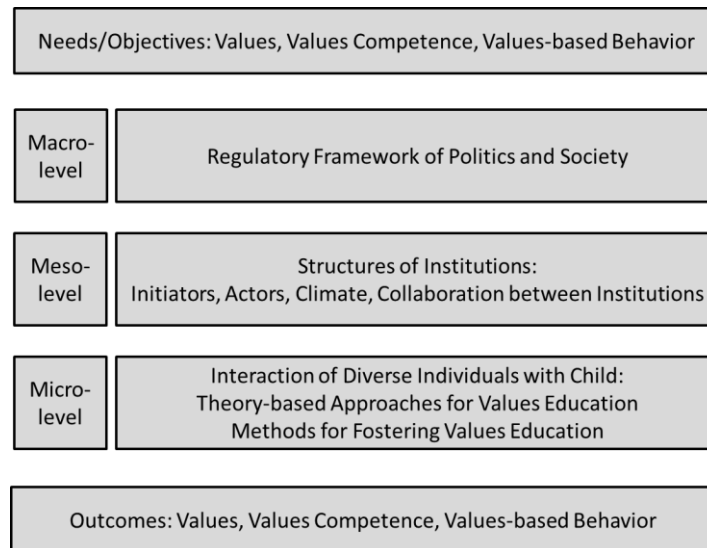 Needs/Objectives: Values, Values Competence, Values-based Behavior
Macro-
level
Regulatory Framework of Politics and Society
Meso-
level
Structures of Institutions:
Initiators, Actors, Climate, Collaboration between Institutions
Micro-
level
Interaction of Diverse Individuals with Child:
Theory-based Approaches for Values Education
Methods for Fostering Values Education
Outcomes: Values, Values Competence, Values-based Behavior